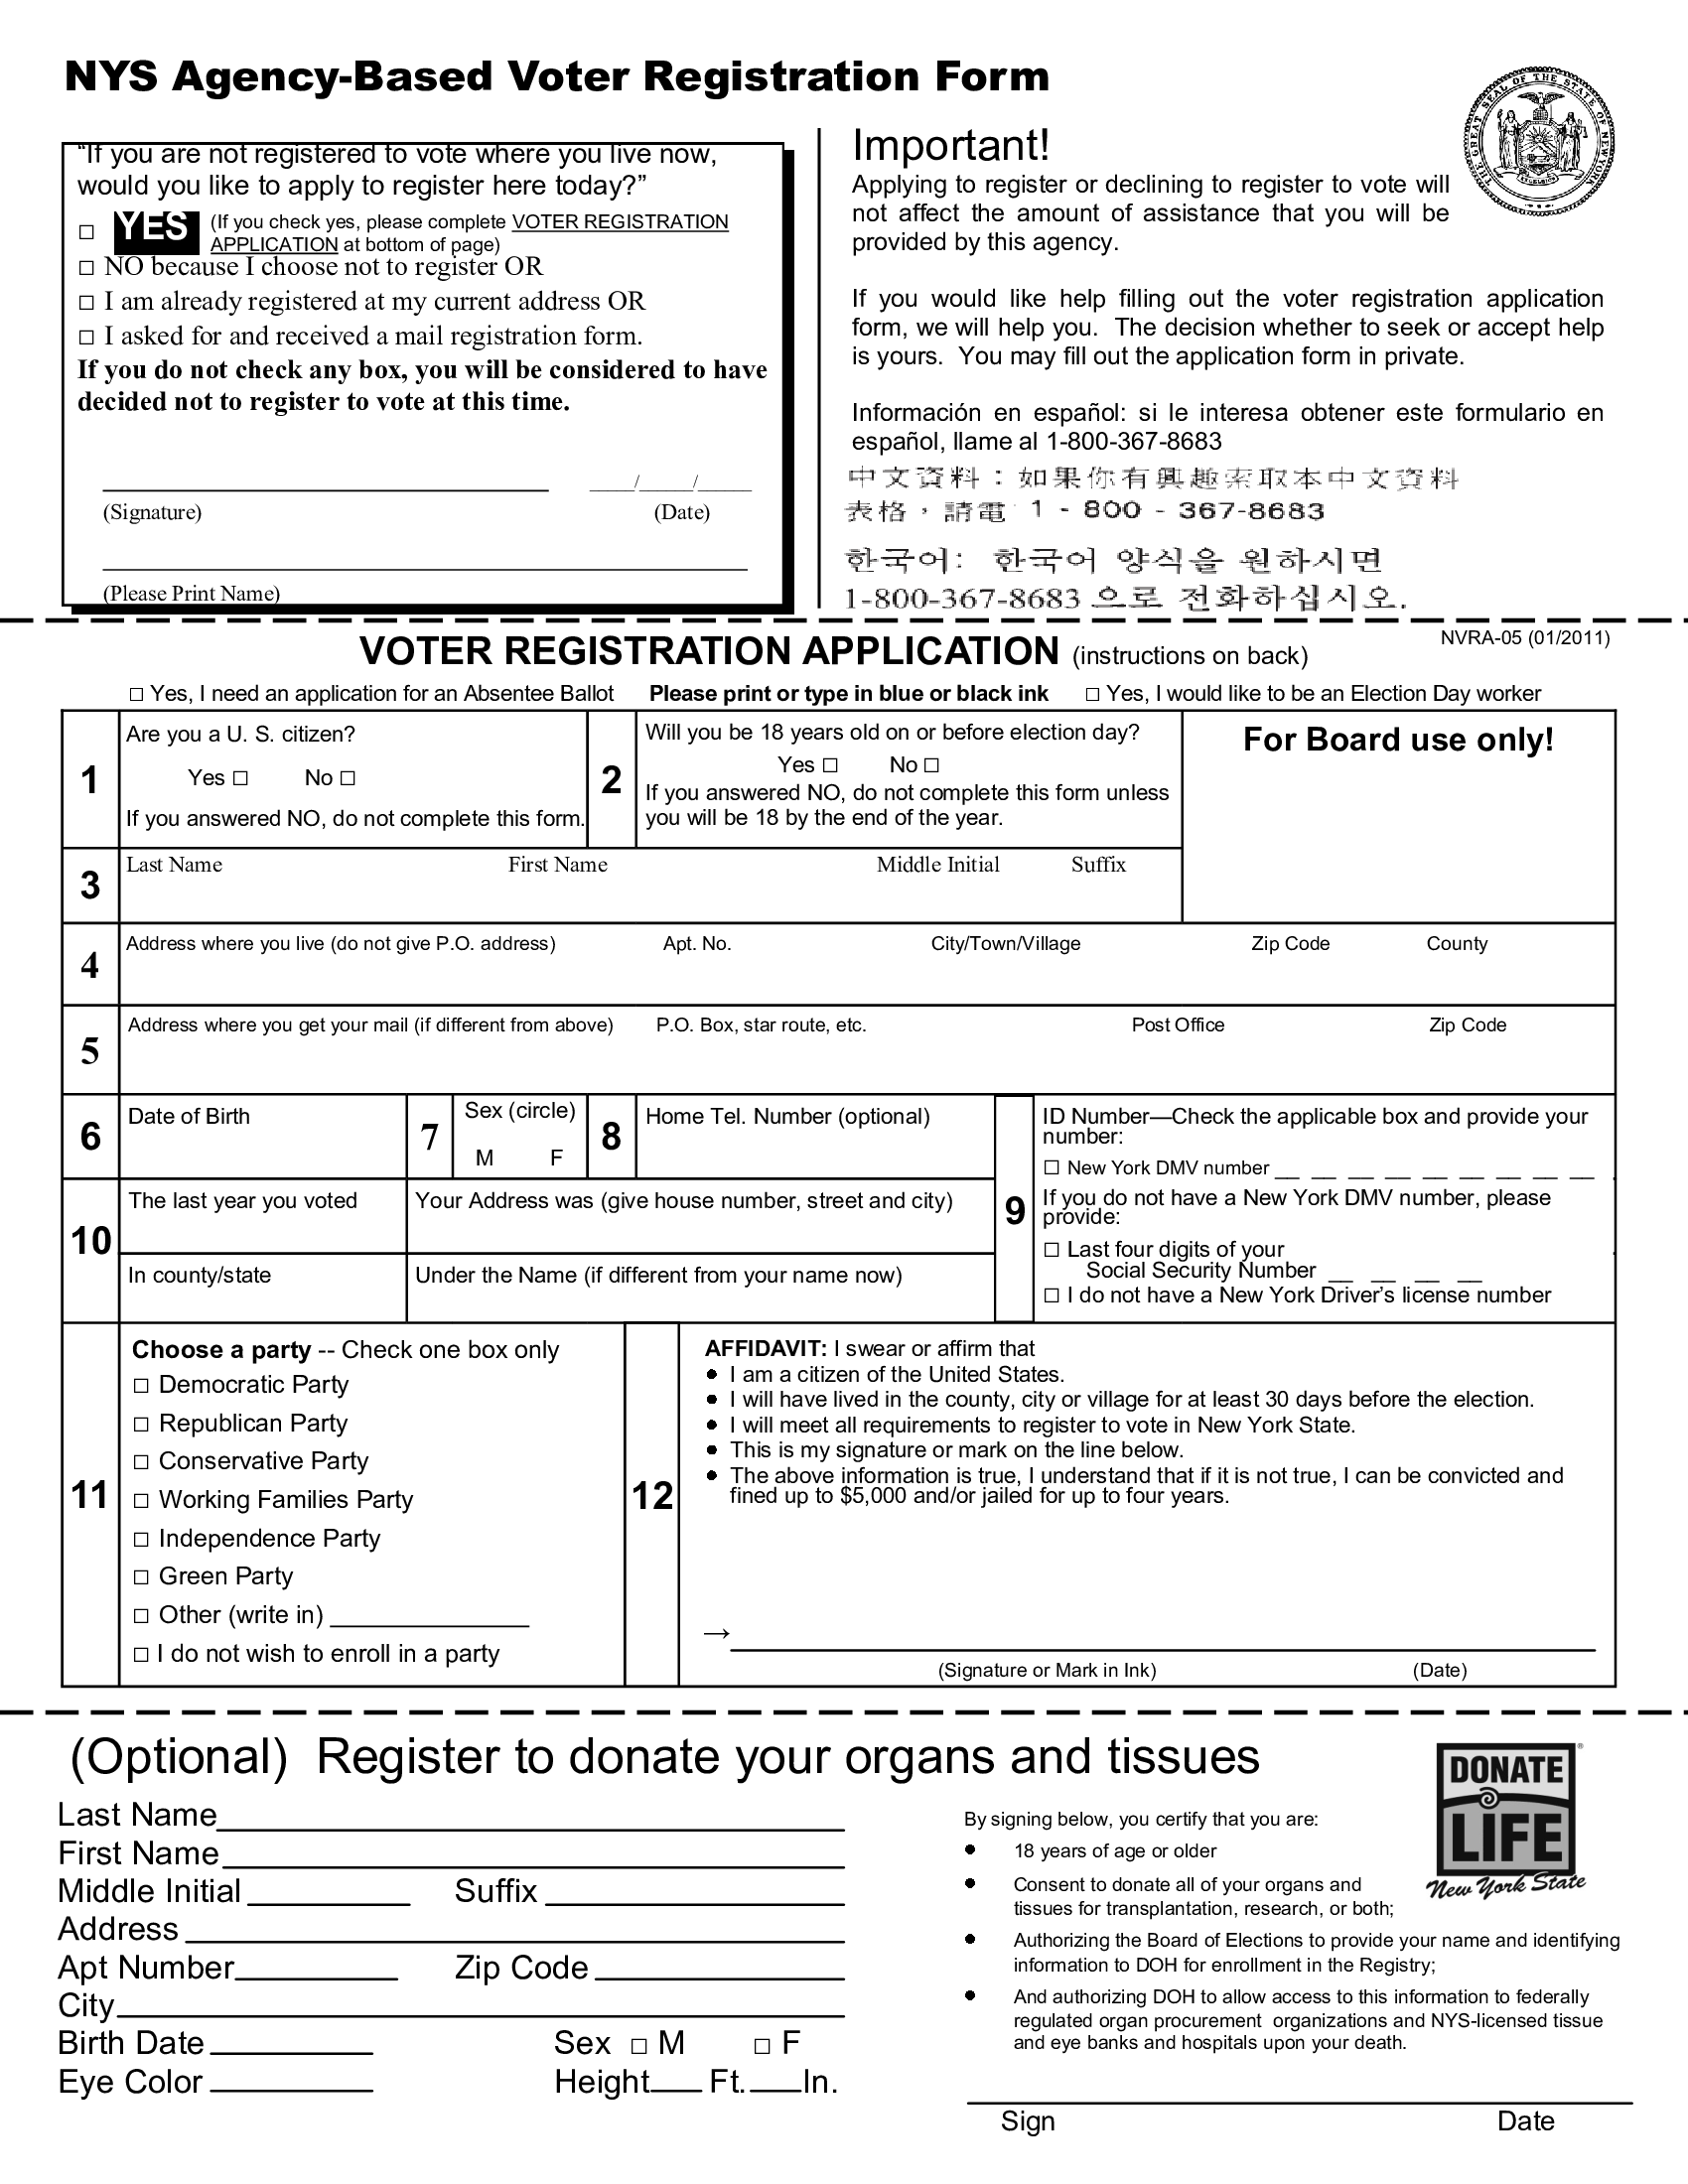 NYS Agency-Based Voter Registration Form
THE GREAT SEAL OF THE STATE OF NEW YORK
EXCELSIOR
“If you are not registered to vote where you live now,
would you like to apply to register here today?”
□ YES (If you check yes, please complete VOTER REGISTRATION
APPLICATION at bottom of page)
□ NO because I choose not to register OR
□ I am already registered at my current address OR
□ I asked for and received a mail registration form.
If you do not check any box, you will be considered to have
decided not to register to vote at this time.
____/____/____
(Signature) (Date)
(Please Print Name)
Important!
Applying to register or declining to register to vote will
not affect the amount of assistance that you will be
provided by this agency.
If you would like help filling out the voter registration application
form, we will help you. The decision whether to seek or accept help
is yours. You may fill out the application form in private.
Información en español: si le interesa obtener este formulario en
español, llame al 1-800-367-8683
中文資料：如果你有興趣索取本中文資料
表格，請電 1 - 800 - 367-8683
한국어: 한국어 양식을 원하시면
1-800-367-8683 으로 전화하십시오.
VOTER REGISTRATION APPLICATION (instructions on back)
NVRA-05 (01/2011)
□ Yes, I need an application for an Absentee Ballot Please print or type in blue or black ink □ Yes, I would like to be an Election Day worker
1
Are you a U. S. citizen?
Yes □ No □
If you answered NO, do not complete this form.
2
Will you be 18 years old on or before election day?
Yes □ No □
If you answered NO, do not complete this form unless
you will be 18 by the end of the year.
For Board use only!
3
Last Name First Name Middle Initial Suffix
4
Address where you live (do not give P.O. address) Apt. No. City/Town/Village Zip Code County
5
Address where you get your mail (if different from above) P.O. Box, star route, etc. Post Office Zip Code
6
Date of Birth
7
Sex (circle)
M F
8
Home Tel. Number (optional)
9
ID Number—Check the applicable box and provide your
number:
□ New York DMV number __ __ __ __ __ __ __ __ __
If you do not have a New York DMV number, please
provide:
□ Last four digits of your
Social Security Number __ __ __ __
□ I do not have a New York Driver’s license number
10
The last year you voted
Your Address was (give house number, street and city)
In county/state
Under the Name (if different from your name now)
11
Choose a party -- Check one box only
□ Democratic Party
□ Republican Party
□ Conservative Party
□ Working Families Party
□ Independence Party
□ Green Party
□ Other (write in) ______________
□ I do not wish to enroll in a party
12
AFFIDAVIT: I swear or affirm that
● I am a citizen of the United States.
● I will have lived in the county, city or village for at least 30 days before the election.
● I will meet all requirements to register to vote in New York State.
● This is my signature or mark on the line below.
● The above information is true, I understand that if it is not true, I can be convicted and
fined up to $5,000 and/or jailed for up to four years.
→
(Signature or Mark in Ink) (Date)
(Optional) Register to donate your organs and tissues
Last Name
First Name
Middle Initial Suffix
Address
Apt Number Zip Code
City
Birth Date Sex □ M □ F
Eye Color Height___ Ft.___In.
By signing below, you certify that you are:
● 18 years of age or older
● Consent to donate all of your organs and
tissues for transplantation, research, or both;
● Authorizing the Board of Elections to provide your name and identifying
information to DOH for enrollment in the Registry;
● And authorizing DOH to allow access to this information to federally
regulated organ procurement organizations and NYS-licensed tissue
and eye banks and hospitals upon your death.
Sign Date
DONATE
LIFE
®
New York State